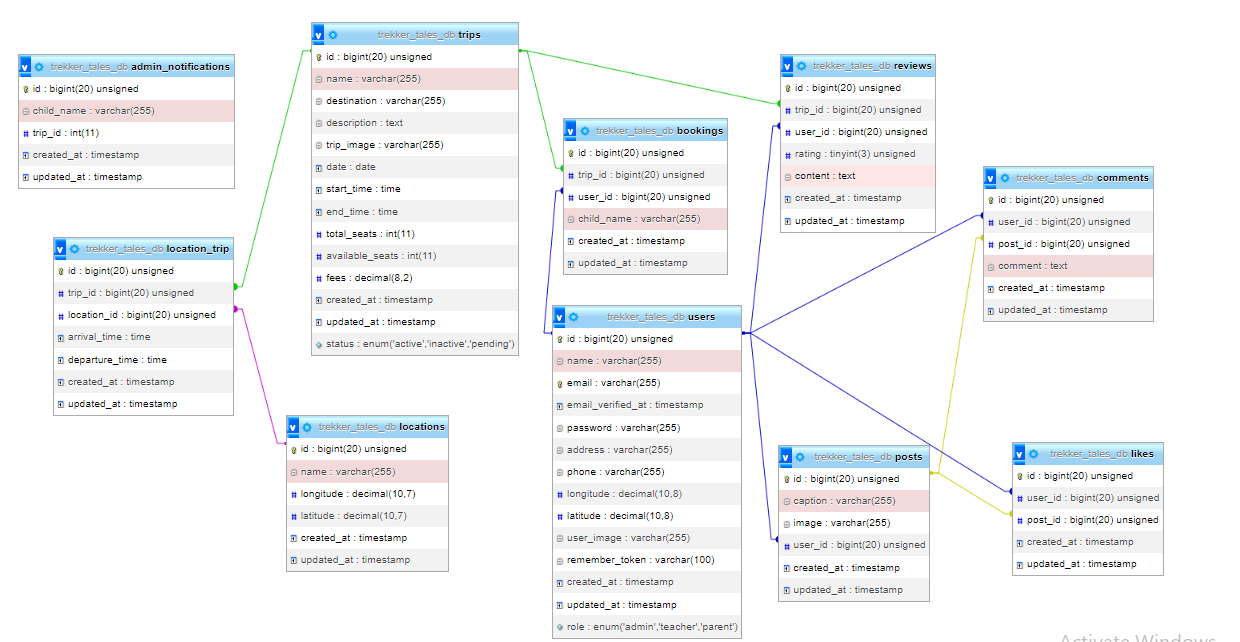 trekker_tales_db admin_notifications
id : bigint(20) unsigned
child_name : varchar(255)
trip_id : int(11)
created_at : timestamp
updated_at : timestamp
trekker_tales_db trips
id : bigint(20) unsigned
name : varchar(255)
destination : varchar(255)
description : text
trip_image : varchar(255)
date : date
start_time : time
end_time : time
total_seats : int(11)
available_seats : int(11)
fees : decimal(8,2)
created_at : timestamp
updated_at : timestamp
status : enum('active','inactive','pending')
trekker_tales_db location_trip
id : bigint(20) unsigned
trip_id : bigint(20) unsigned
location_id : bigint(20) unsigned
arrival_time : time
departure_time : time
created_at : timestamp
updated_at : timestamp
trekker_tales_db locations
id : bigint(20) unsigned
name : varchar(255)
longitude : decimal(10,7)
latitude : decimal(10,7)
created_at : timestamp
updated_at : timestamp
trekker_tales_db bookings
id : bigint(20) unsigned
trip_id : bigint(20) unsigned
user_id : bigint(20) unsigned
child_name : varchar(255)
created_at : timestamp
updated_at : timestamp
trekker_tales_db users
id : bigint(20) unsigned
name : varchar(255)
email : varchar(255)
email_verified_at : timestamp
password : varchar(255)
address : varchar(255)
phone : varchar(255)
longitude : decimal(10,8)
latitude : decimal(10,8)
user_image : varchar(255)
remember_token : varchar(100)
created_at : timestamp
updated_at : timestamp
role : enum('admin','teacher','parent')
trekker_tales_db reviews
id : bigint(20) unsigned
trip_id : bigint(20) unsigned
user_id : bigint(20) unsigned
rating : tinyint(3) unsigned
content : text
created_at : timestamp
updated_at : timestamp
trekker_tales_db comments
id : bigint(20) unsigned
user_id : bigint(20) unsigned
post_id : bigint(20) unsigned
comment : text
created_at : timestamp
updated_at : timestamp
trekker_tales_db posts
id : bigint(20) unsigned
caption : varchar(255)
image : varchar(255)
user_id : bigint(20) unsigned
created_at : timestamp
updated_at : timestamp
trekker_tales_db likes
id : bigint(20) unsigned
user_id : bigint(20) unsigned
post_id : bigint(20) unsigned
created_at : timestamp
updated_at : timestamp
Activate Windows